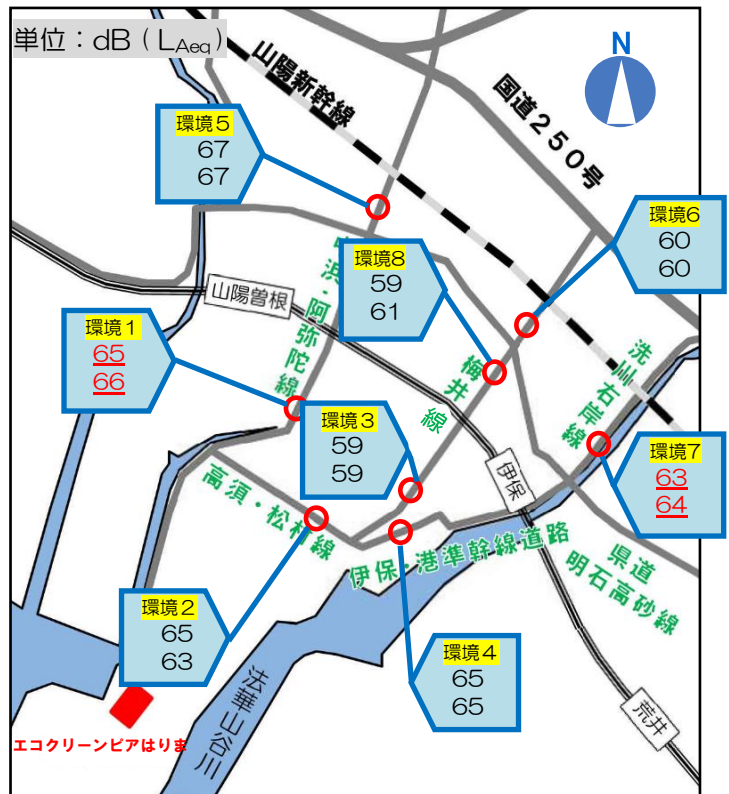 単位：dB（LAeq）
山陽新幹線
N
国道２５０号
環境５
67
67
環境６
60
60
環境８
59
61
山陽曽根
・阿弥陀線
環境１
65
66
梅井線
洗川右岸線
環境３
59
59
伊保
環境７
63
64
高須・松村線
伊保・港準幹線道路
県道
明石高砂線
環境２
65
63
環境４
65
65
法華山谷川
荒井
エコクリーンピアはりま